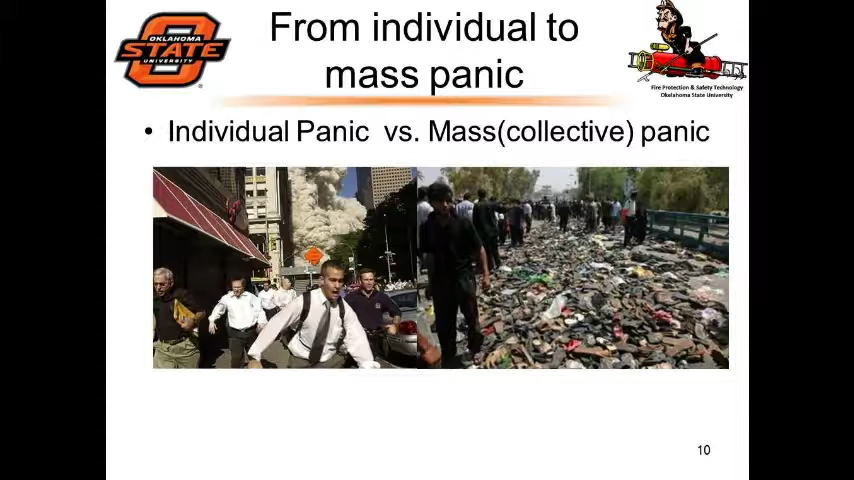 From individual to
mass panic
OKLAHOMA
STATE
UNIVERSITY
Fire Protection & Safety Technology
Okelahoma State University
• Individual Panic vs. Mass(collective) panic
10